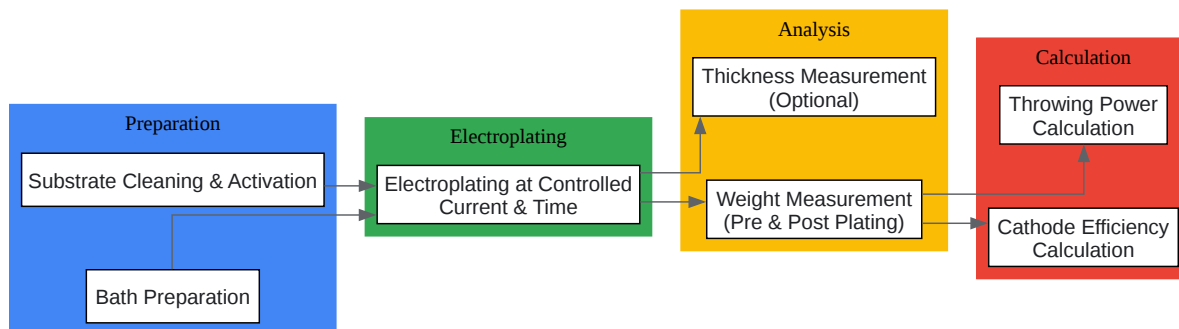 Preparation
Substrate Cleaning & Activation
Bath Preparation
Electroplating
Electroplating at Controlled
Current & Time
Analysis
Thickness Measurement
(Optional)
Weight Measurement
(Pre & Post Plating)
Calculation
Throwing Power
Calculation
Cathode Efficiency
Calculation